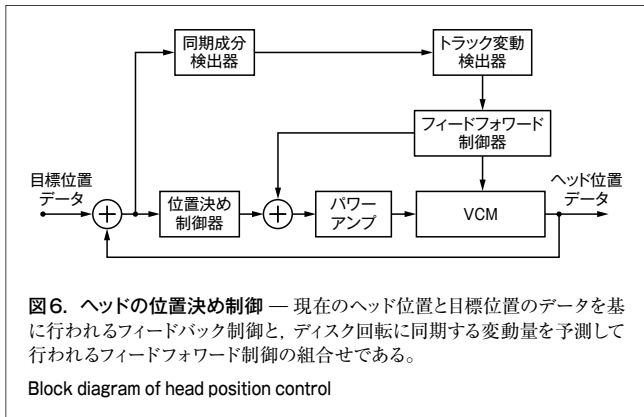 同期成分
検出器
トラック変動
検出器
フィードフォワード
制御器
目標位置
データ
+
位置決め
制御器
+
パワー
アンプ
VCM
ヘッド位置
データ
図6. ヘッドの位置決め制御 — 現在のヘッド位置と目標位置のデータを基
に行われるフィードバック制御と，ディスク回転に同期する変動量を予測して
行われるフィードフォワード制御の組合せである。
Block diagram of head position control